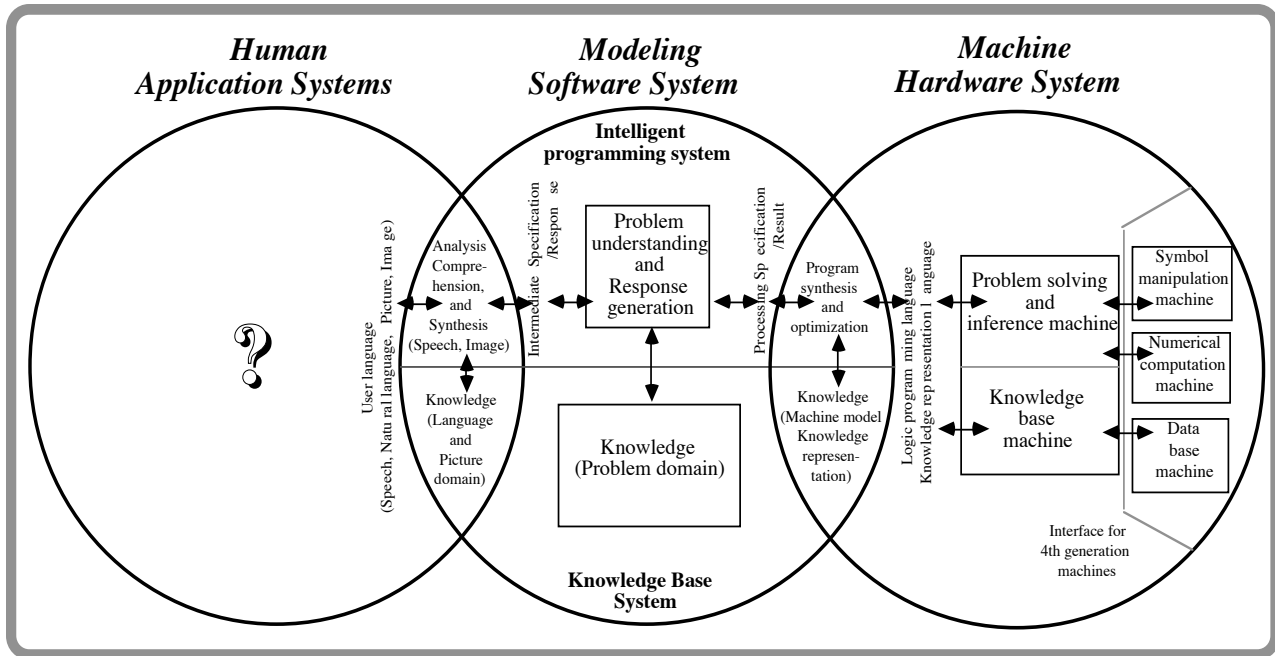 Human
Application Systems
Modeling
Software System
Machine
Hardware System
?
User language
(Speech, Natu ral language, Picture, Ima ge)
Analysis
Compre-
hension,
and
Synthesis
(Speech, Image)
Knowledge
(Language
and
Picture
domain)
Intelligent
programming system
Intermediate Specification
/Respon se
Problem
understanding
and
Response
generation
Knowledge
(Problem domain)
Knowledge Base
System
Processing Sp ecification
/Result
Program
synthesis
and
optimization
Knowledge
(Machine model
Knowledge
represen-
tation)
Logic program ming language
Knowledge rep resentation l anguage
Problem solving
and
inference machine
Knowledge
base
machine
Symbol
manipulation
machine
Numerical
computation
machine
Data
base
machine
Interface for
4th generation
machines